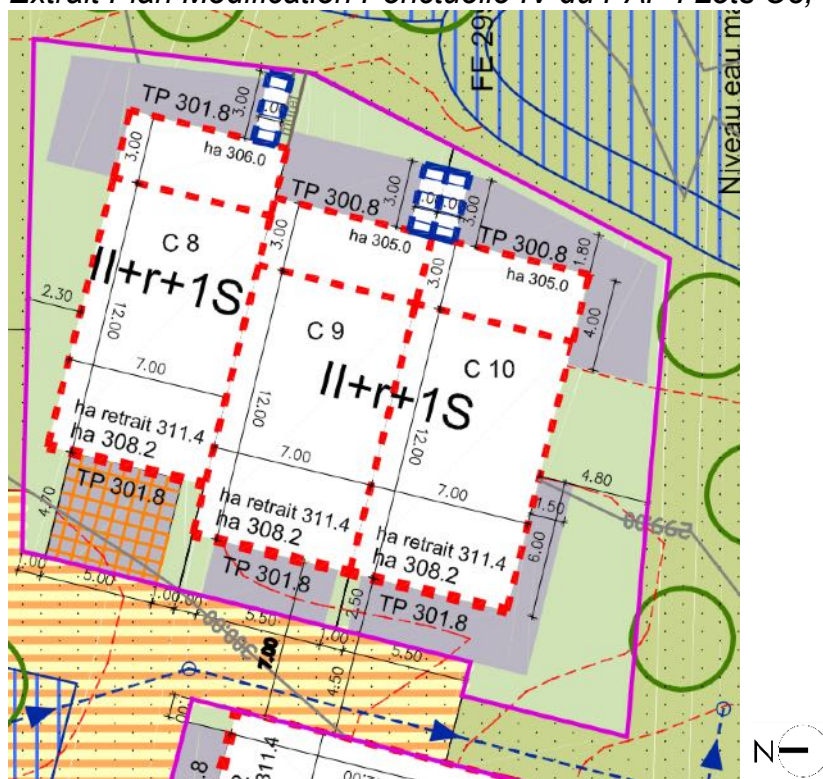 FE 29
Niveau eau
TP 301.8
3.00
ha 306.0
3.00
TP 300.8
3.00
3.00
TP 300.8
ha 305.0
1.80
C 8
3.00
3.00
ha 305.0
II+r+1S
4.00
2.30
12.00
C 9
C 10
7.00
II+r+1S
ha retrait 311.4
ha 308.2
12.00
12.00
7.00
7.00
4.80
TP 301.8
1.50
4.70
ha retrait 311.4
ha 308.2
ha retrait 311.4
ha 308.2
6.00
TP 301.8
TP 301.8
2.50
5.00
5.50
1.00
5.50
7.00
4.50
N